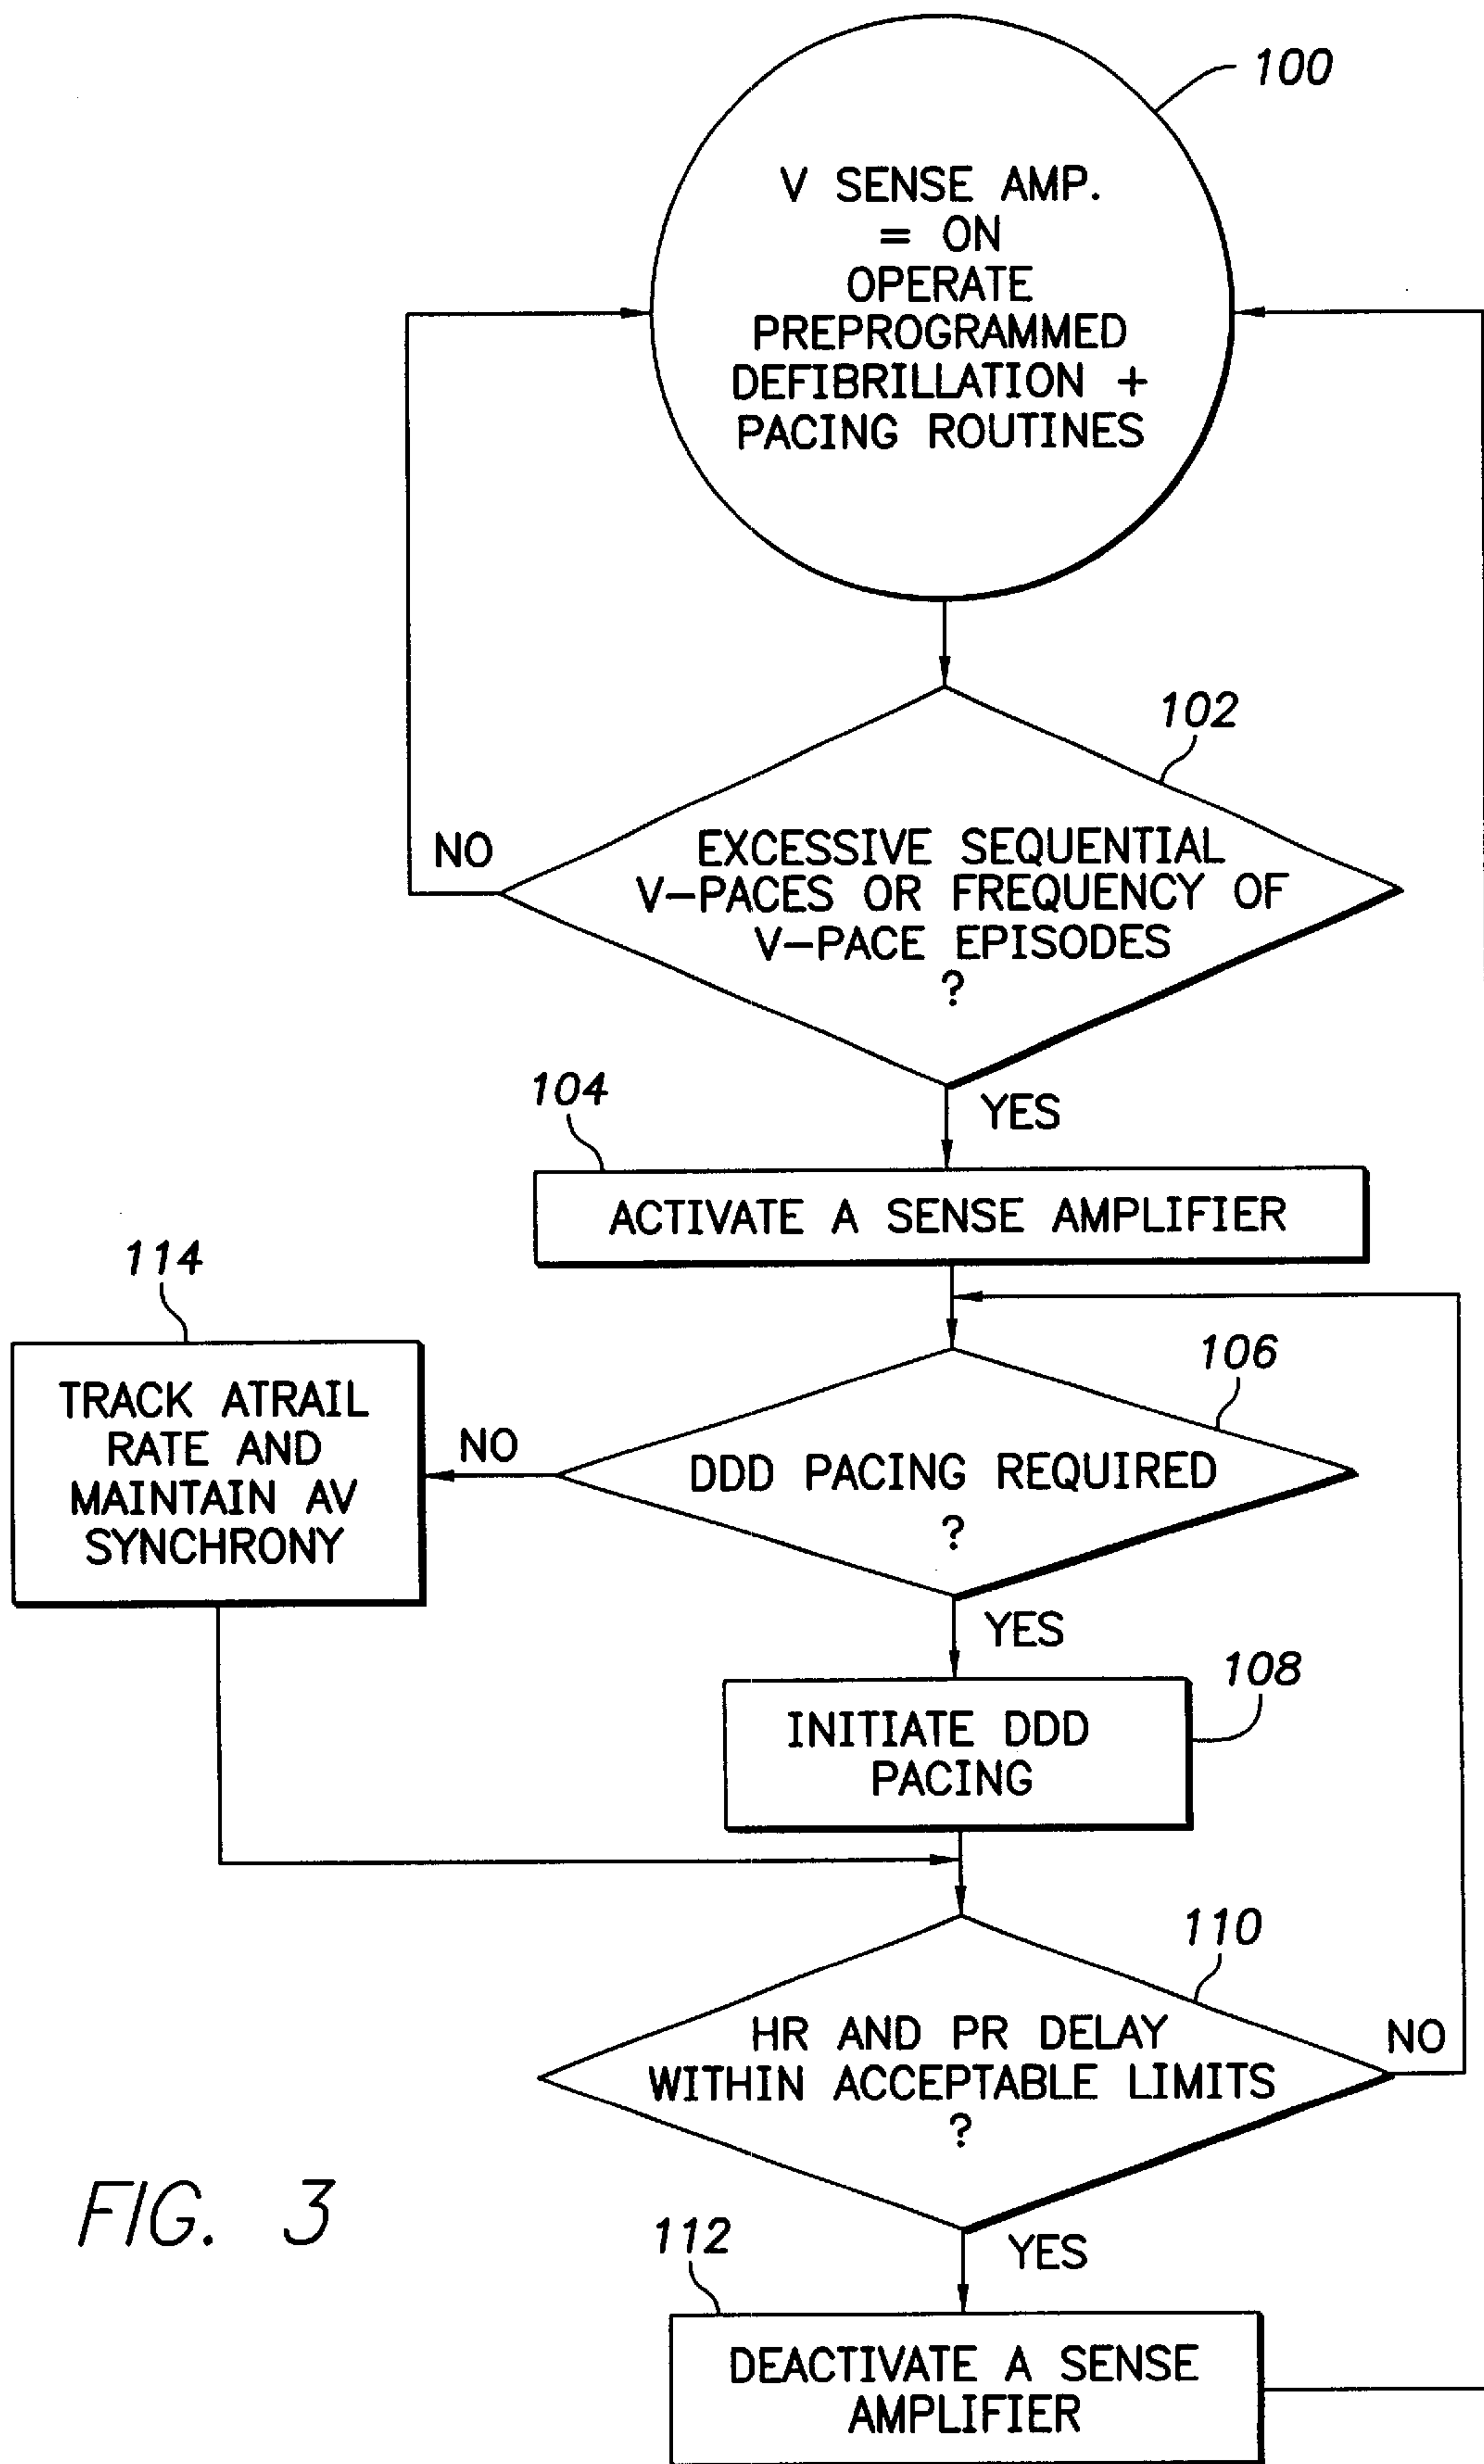 100
V SENSE AMP.
= ON
OPERATE
PREPROGRAMMED
DEFIBRILLATION +
PACING ROUTINES
102
NO
EXCESSIVE SEQUENTIAL
V-PACES OR FREQUENCY OF
V-PACE EPISODES
?
YES
104
ACTIVATE A SENSE AMPLIFIER
114
TRACK ATRAIL
RATE AND
MAINTAIN AV
SYNCHRONY
106
NO
DDD PACING REQUIRED
?
YES
108
INITIATE DDD
PACING
110
HR AND PR DELAY
WITHIN ACCEPTABLE LIMITS
?
NO
YES
112
DEACTIVATE A SENSE
AMPLIFIER
FIG. 3